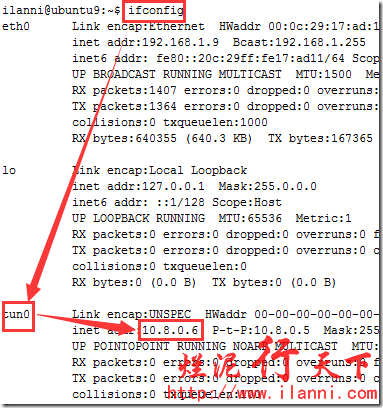 ilanni@ubuntu9:~$ ifconfig
eth0 Link encap:Ethernet HWaddr 00:0c:29:17:ad:1
inet addr:192.168.1.9 Bcast:192.168.1.255
inet6 addr: fe80::20c:29ff:fe17:ad11/64 Scop
UP BROADCAST RUNNING MULTICAST MTU:1500 Me
RX packets:1407 errors:0 dropped:0 overruns:
TX packets:1364 errors:0 dropped:0 overruns:
collisions:0 txqueuelen:1000
RX bytes:640355 (640.3 KB) TX bytes:167365
lo Link encap:Local Loopback
inet addr:127.0.0.1 Mask:255.0.0.0
inet6 addr: ::1/128 Scope:Host
UP LOOPBACK RUNNING MTU:65536 Metric:1
RX packets:0 errors:0 dropped:0 overruns:0 f
TX packets:0 errors:0 dropped:0 overruns:0 c
collisions:0 txqueuelen:0
RX bytes:0 (0.0 B) TX bytes:0 (0.0 B)
tun0 Link encap:UNSPEC HWaddr 00-00-00-00-00-00-
inet addr:10.8.0.6 P-t-P:10.8.0.5 Mask:255
UP POINTOPOINT RUNNING NOARP MULTICAST MTU:
RX packets:0 errors:0 dropped:0 overruns:0
TX packets:0 errors:0 dropped:0 overruns:0
collisions:0
烂泥·行天下
http://www.ilanni.com